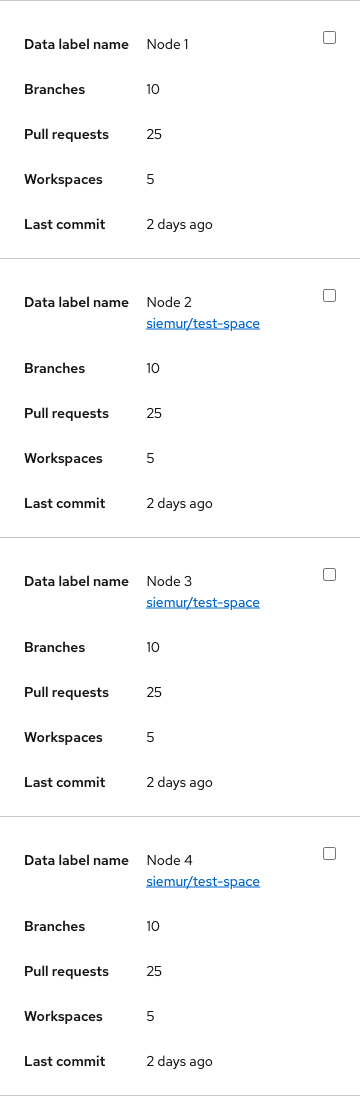 Data label name Node 1
Branches 10
Pull requests 25
Workspaces 5
Last commit 2 days ago
Data label name Node 2
siemur/test-space
Branches 10
Pull requests 25
Workspaces 5
Last commit 2 days ago
Data label name Node 3
siemur/test-space
Branches 10
Pull requests 25
Workspaces 5
Last commit 2 days ago
Data label name Node 4
siemur/test-space
Branches 10
Pull requests 25
Workspaces 5
Last commit 2 days ago